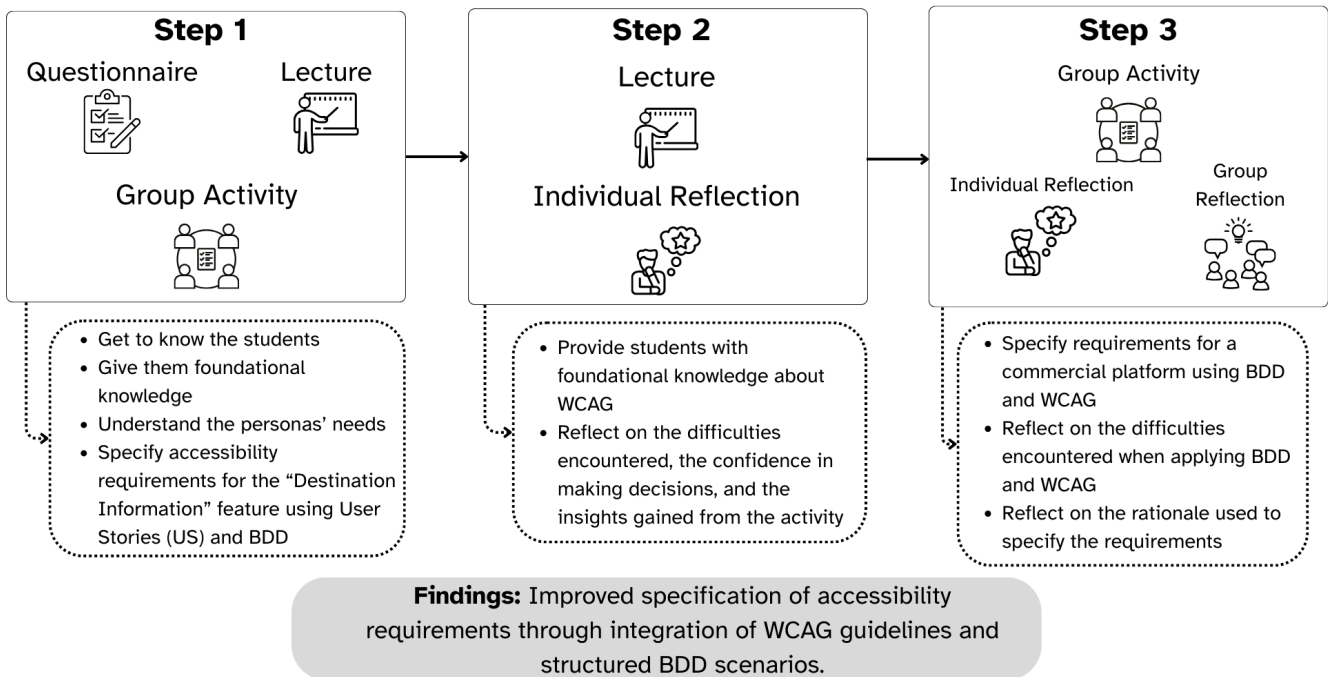 Step 1
Questionnaire
Lecture
Group Activity
Step 2
Lecture
Individual Reflection
Step 3
Group Activity
Individual Reflection
Group
Reflection
• Get to know the students
• Give them foundational
knowledge
• Understand the personas’ needs
• Specify accessibility
requirements for the “Destination
Information” feature using User
Stories (US) and BDD
• Provide students with
foundational knowledge about
WCAG
• Reflect on the difficulties
encountered, the confidence in
making decisions, and the
insights gained from the activity
• Specify requirements for a
commercial platform using BDD
and WCAG
• Reflect on the difficulties
encountered when applying BDD
and WCAG
• Reflect on the rationale used to
specify the requirements
Findings: Improved specification of accessibility
requirements through integration of WCAG guidelines and
structured BDD scenarios.